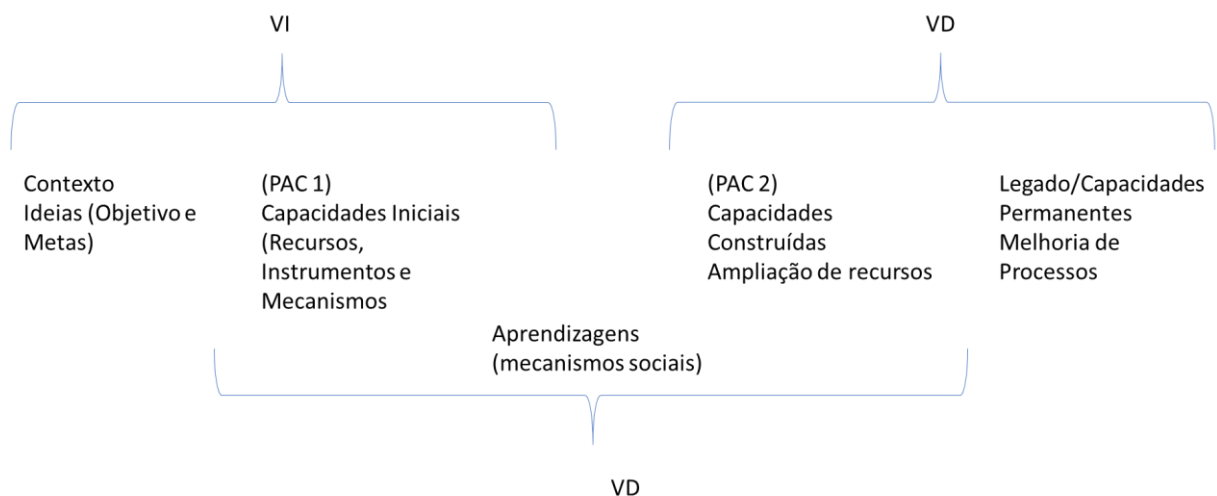 VI
VD
Contexto
Ideias (Objetivo e
Metas)
(PAC 1)
Capacidades Iniciais
(Recursos,
Instrumentos e
Mecanismos
(PAC 2)
Capacidades
Construídas
Ampliação de recursos
Legado/Capacidades
Permanentes
Melhoria de
Processos
Aprendizagens
(mecanismos sociais)
VD